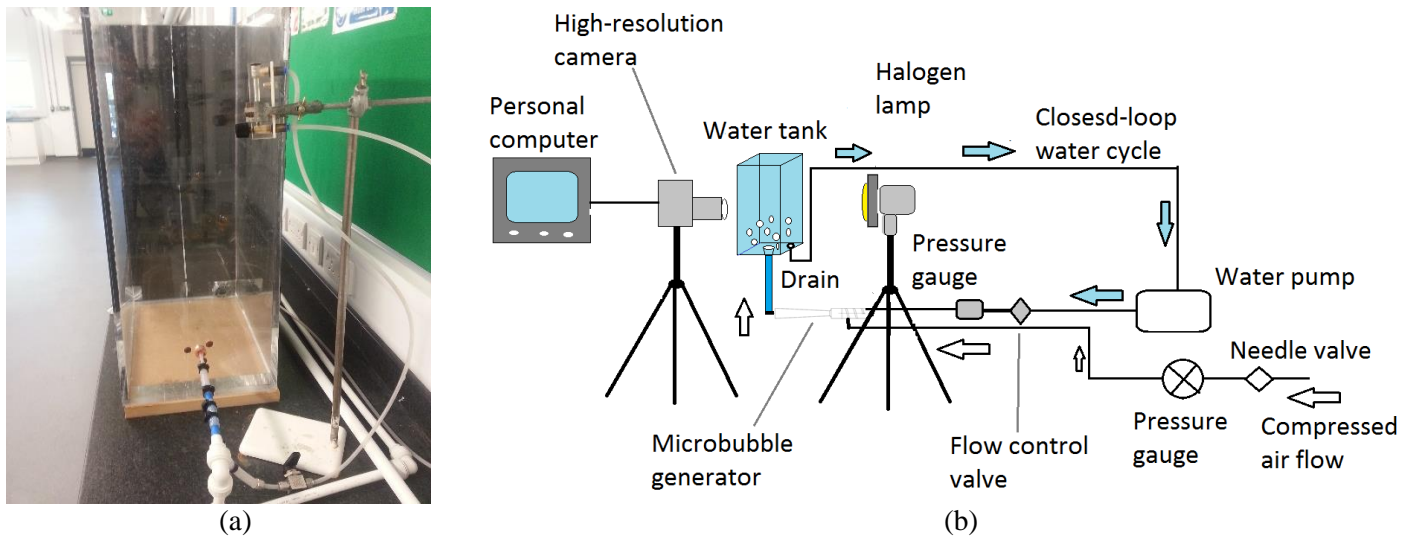 High-resolution
camera
Halogen
lamp
Personal
computer
Water tank
Closesd-loop
water cycle
Drain
Pressure
gauge
Water pump
Needle valve
Microbubble
generator
Flow control
valve
Pressure
gauge
Compressed
air flow
(a)
(b)